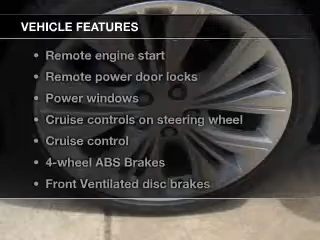 VEHICLE FEATURES
• Remote engine start
• Remote power door locks
• Power windows
• Cruise controls on steering wheel
• Cruise control
• 4-wheel ABS Brakes
• Front Ventilated disc brakes